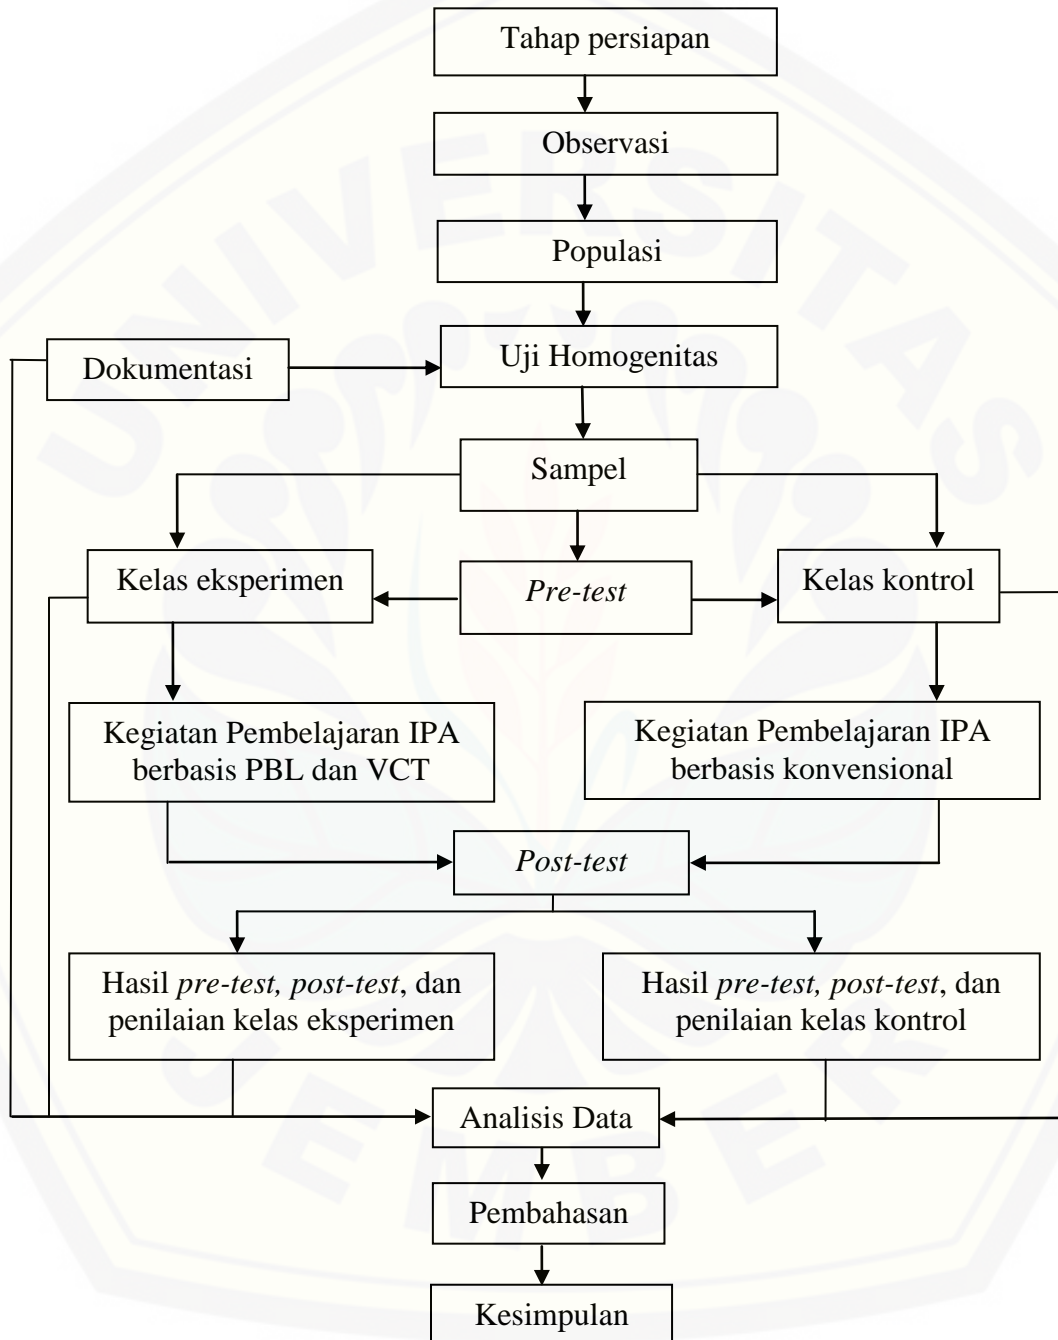 Tahap persiapan
Observasi
Populasi
Dokumentasi
Uji Homogenitas
Sampel
Kelas eksperimen
Pre-test
Kelas kontrol
Kegiatan Pembelajaran IPA
berbasis PBL dan VCT
Kegiatan Pembelajaran IPA
berbasis konvensional
Post-test
Hasil pre-test, post-test, dan
penilaian kelas eksperimen
Hasil pre-test, post-test, dan
penilaian kelas kontrol
Analisis Data
Pembahasan
Kesimpulan
UNIVERSITAS
JEMBER